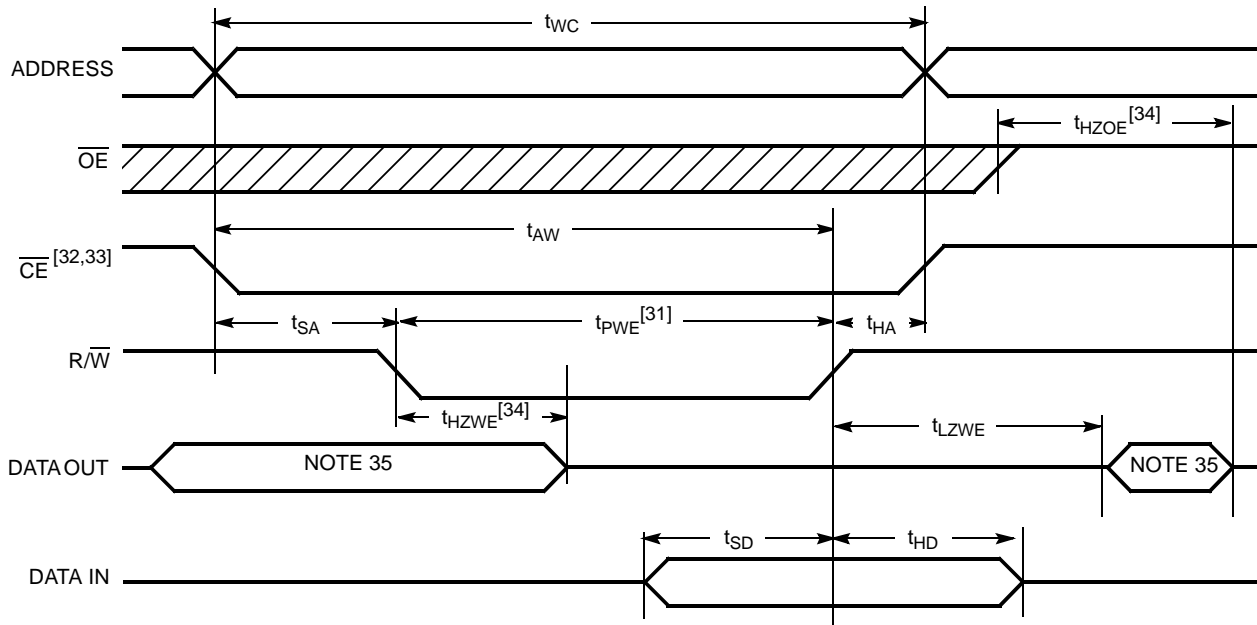 tWC
ADDRESS
tHZOE[34]
OE
tAW
CE [32,33]
tSA
tPWE[31]
tHA
R/W
tHZWE[34]
tLZWE
DATA OUT
NOTE 35
NOTE 35
tSD
tHD
DATA IN